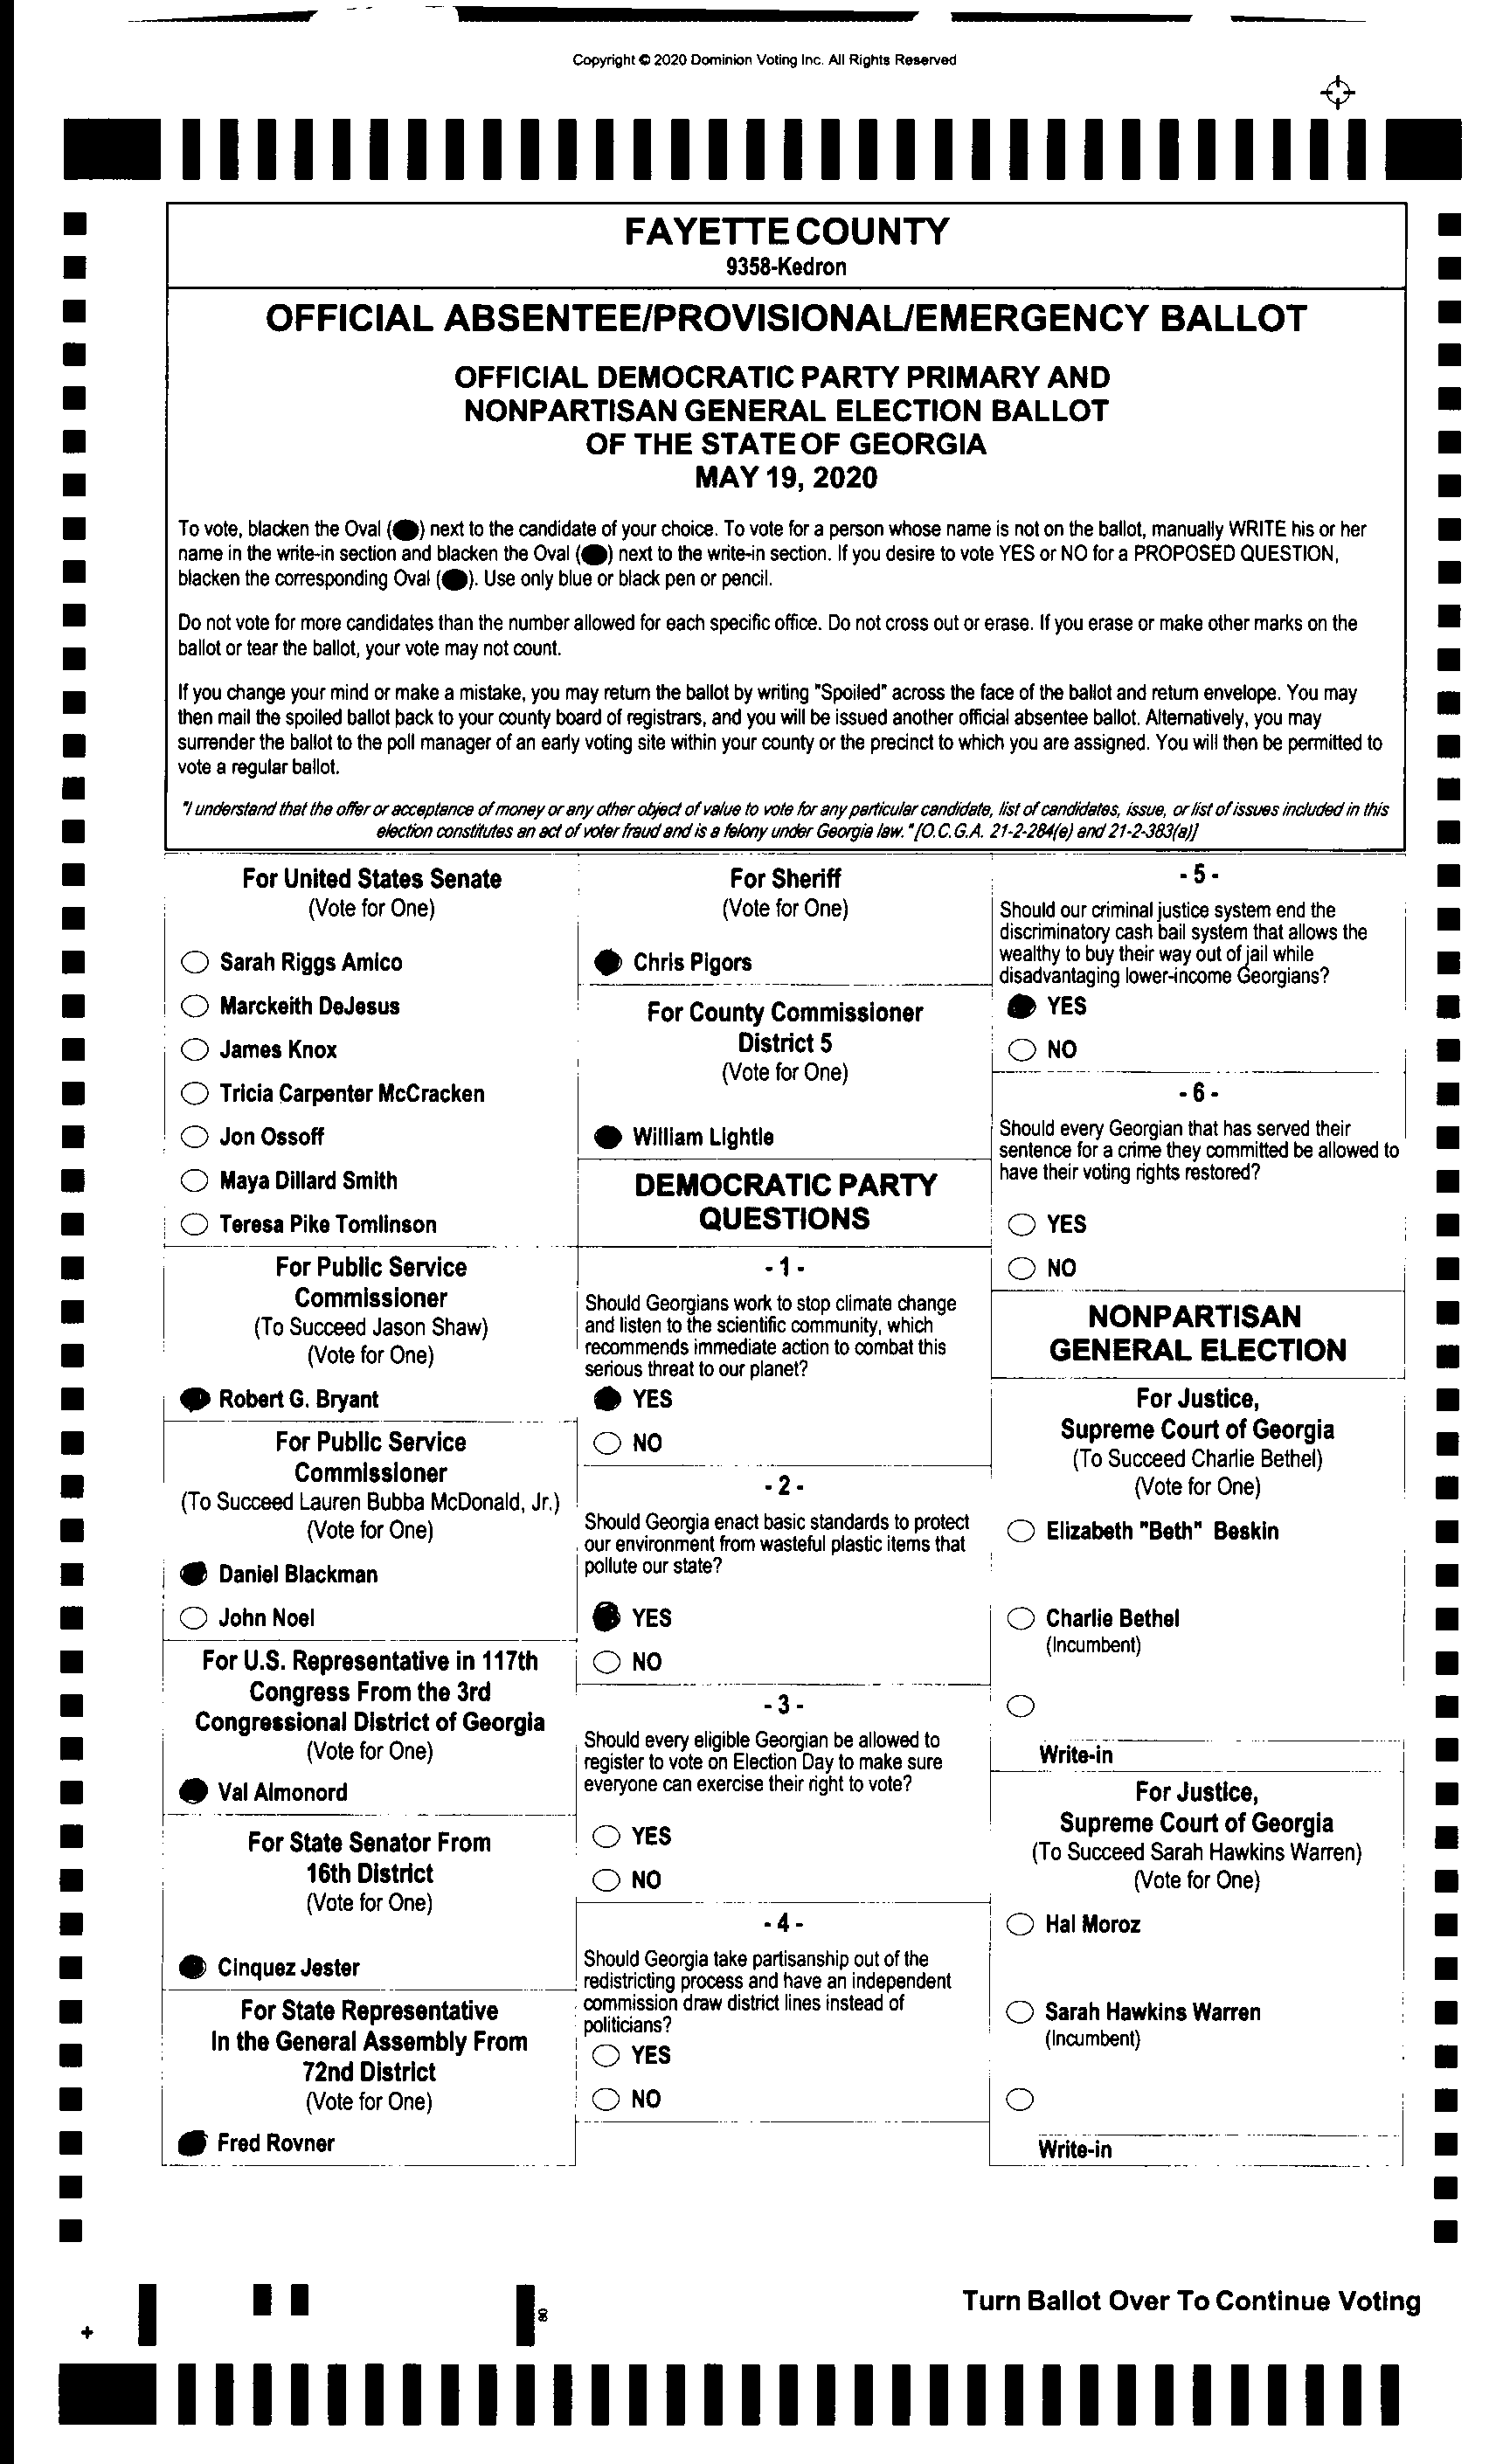 Copyright © 2020 Dominion Voting Inc. All Rights Reserved
FAYETTE COUNTY
9358-Kedron
OFFICIAL ABSENTEE/PROVISIONAL/EMERGENCY BALLOT
OFFICIAL DEMOCRATIC PARTY PRIMARY AND
NONPARTISAN GENERAL ELECTION BALLOT
OF THE STATE OF GEORGIA
MAY 19, 2020
To vote, blacken the Oval ( ) next to the candidate of your choice. To vote for a person whose name is not on the ballot, manually WRITE his or her
name in the write-in section and blacken the Oval ( ) next to the write-in section. If you desire to vote YES or NO for a PROPOSED QUESTION,
blacken the corresponding Oval ( ). Use only blue or black pen or pencil.
Do not vote for more candidates than the number allowed for each specific office. Do not cross out or erase. If you erase or make other marks on the
ballot or tear the ballot, your vote may not count.
If you change your mind or make a mistake, you may return the ballot by writing "Spoiled" across the face of the ballot and return envelope. You may
then mail the spoiled ballot back to your county board of registrars, and you will be issued another official absentee ballot. Alternatively, you may
surrender the ballot to the poll manager of an early voting site within your county or the precinct to which you are assigned. You will then be permitted to
vote a regular ballot.
"I understand that the offer or acceptance of money or any other object of value to vote for any particular candidate, list of candidates, issue, or list of issues included in this
election constitutes an act of voter fraud and is a felony under Georgia law." [O.C.G.A. 21-2-284(e) and 21-2-383(a)]
For United States Senate
(Vote for One)
Sarah Riggs Amico
Marckeith DeJesus
James Knox
Tricia Carpenter McCracken
Jon Ossoff
Maya Dillard Smith
Teresa Pike Tomlinson
For Public Service
Commissioner
(To Succeed Jason Shaw)
(Vote for One)
Robert G. Bryant
For Public Service
Commissioner
(To Succeed Lauren Bubba McDonald, Jr.)
(Vote for One)
Daniel Blackman
John Noel
For U.S. Representative in 117th
Congress From the 3rd
Congressional District of Georgia
(Vote for One)
Val Almonord
For State Senator From
16th District
(Vote for One)
Cinquez Jester
For State Representative
In the General Assembly From
72nd District
(Vote for One)
Fred Rovner
For Sheriff
(Vote for One)
Chris Pigors
For County Commissioner
District 5
(Vote for One)
William Lightle
DEMOCRATIC PARTY
QUESTIONS
- 1 -
Should Georgians work to stop climate change
and listen to the scientific community, which
recommends immediate action to combat this
serious threat to our planet?
YES
NO
- 2 -
Should Georgia enact basic standards to protect
our environment from wasteful plastic items that
pollute our state?
YES
NO
- 3 -
Should every eligible Georgian be allowed to
register to vote on Election Day to make sure
everyone can exercise their right to vote?
YES
NO
- 4 -
Should Georgia take partisanship out of the
redistricting process and have an independent
commission draw district lines instead of
politicians?
YES
NO
- 5 -
Should our criminal justice system end the
discriminatory cash bail system that allows the
wealthy to buy their way out of jail while
disadvantaging lower-income Georgians?
YES
NO
- 6 -
Should every Georgian that has served their
sentence for a crime they committed be allowed to
have their voting rights restored?
YES
NO
NONPARTISAN
GENERAL ELECTION
For Justice,
Supreme Court of Georgia
(To Succeed Charlie Bethel)
(Vote for One)
Elizabeth "Beth" Beskin
Charlie Bethel
(Incumbent)
Write-in
For Justice,
Supreme Court of Georgia
(To Succeed Sarah Hawkins Warren)
(Vote for One)
Hal Moroz
Sarah Hawkins Warren
(Incumbent)
Write-in
Turn Ballot Over To Continue Voting
80